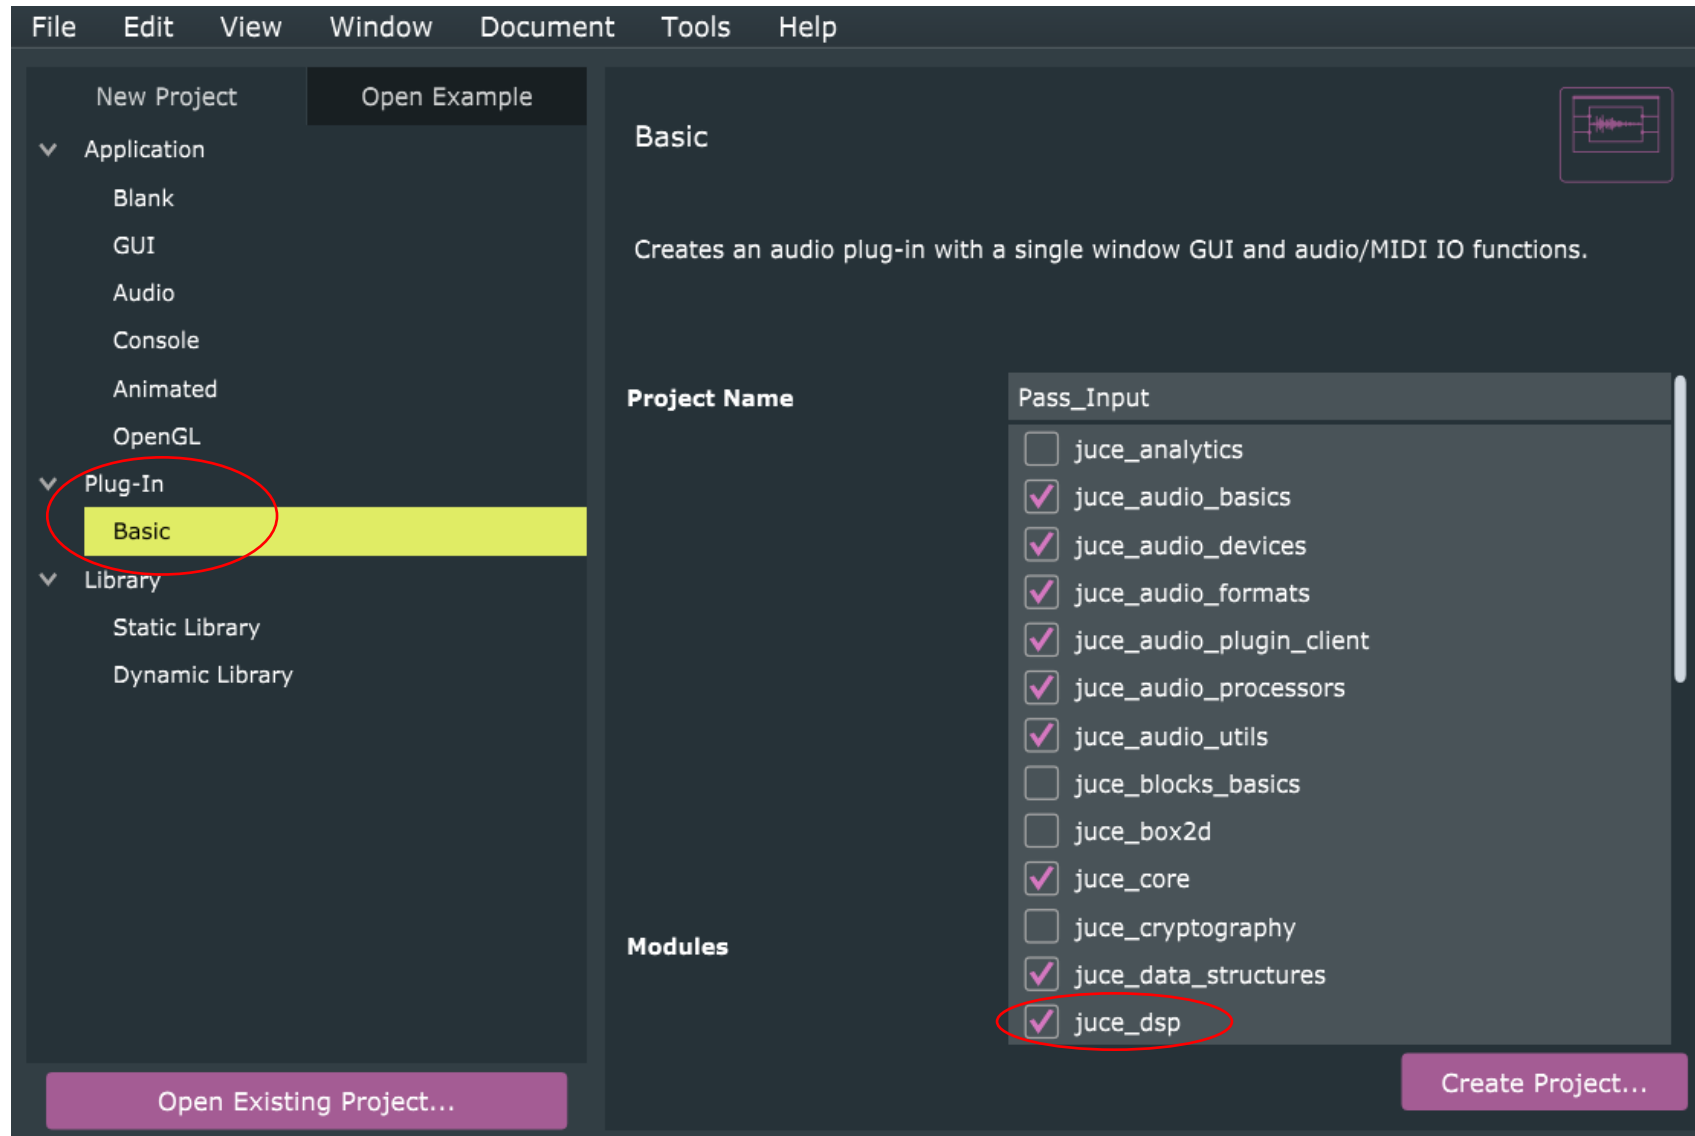 File Edit View Window Document Tools Help
New Project Open Example
Application
Blank
GUI
Audio
Console
Animated
OpenGL
Plug-In
Basic
Library
Static Library
Dynamic Library
Open Existing Project...
Basic
Creates an audio plug-in with a single window GUI and audio/MIDI IO functions.
Project Name Pass_Input
Modules
juce_analytics
juce_audio_basics
juce_audio_devices
juce_audio_formats
juce_audio_plugin_client
juce_audio_processors
juce_audio_utils
juce_blocks_basics
juce_box2d
juce_core
juce_cryptography
juce_data_structures
juce_dsp
Create Project...